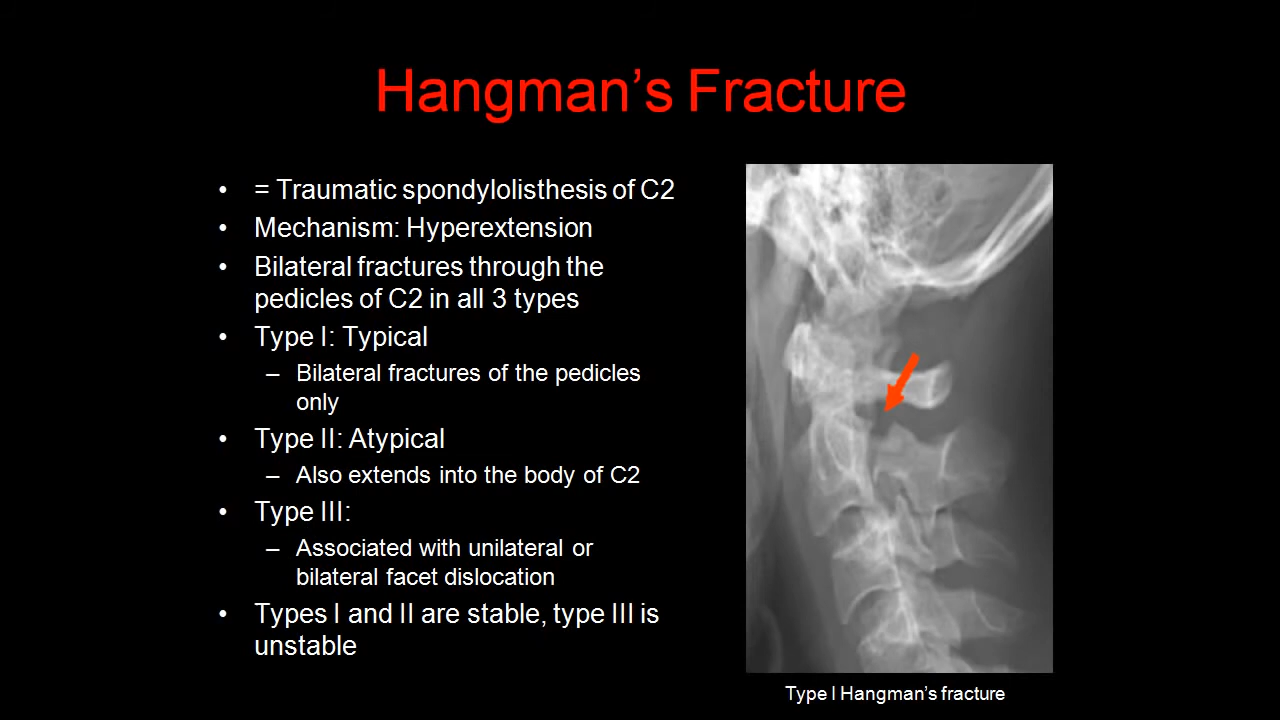 Hangman’s Fracture
• = Traumatic spondylolisthesis of C2
• Mechanism: Hyperextension
• Bilateral fractures through the
pedicles of C2 in all 3 types
• Type I: Typical
– Bilateral fractures of the pedicles
only
• Type II: Atypical
– Also extends into the body of C2
• Type III:
– Associated with unilateral or
bilateral facet dislocation
• Types I and II are stable, type III is
unstable
Type I Hangman’s fracture